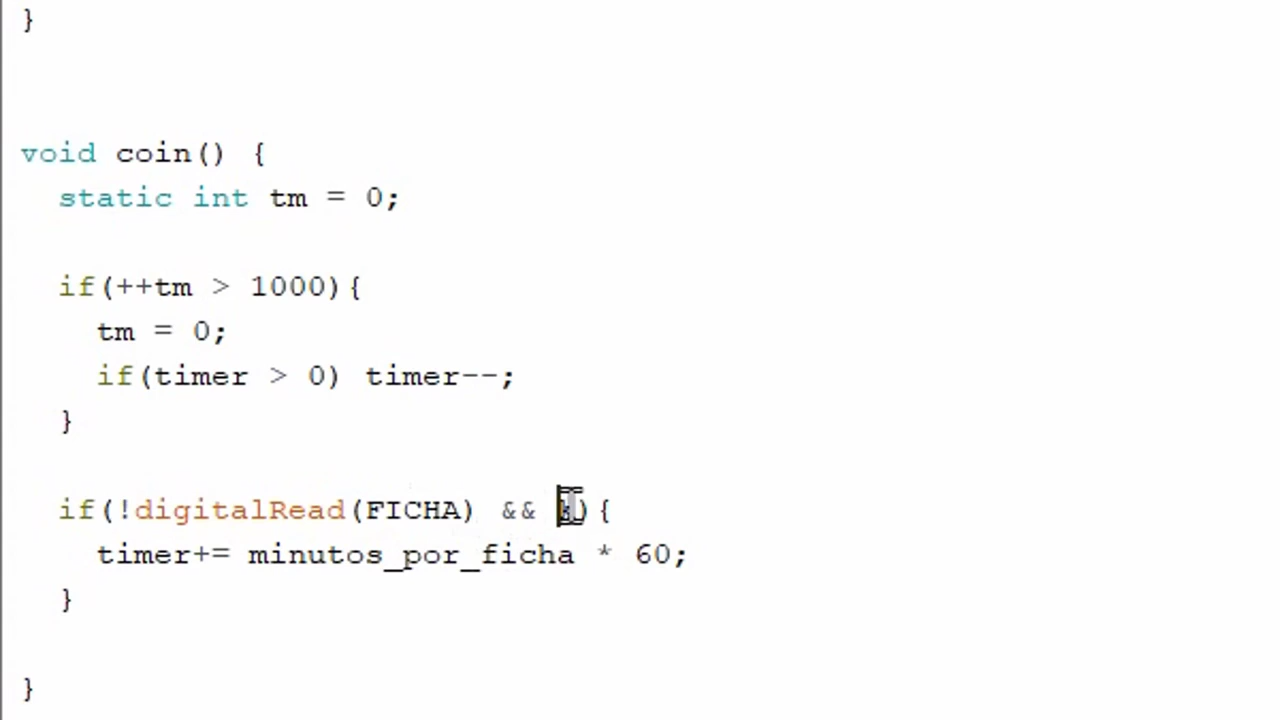 }
void coin() {
static int tm = 0;
if(++tm > 1000){
tm = 0;
if(timer > 0) timer--;
}
if(!digitalRead(FICHA) && ){
timer+= minutos_por_ficha * 60;
}
}